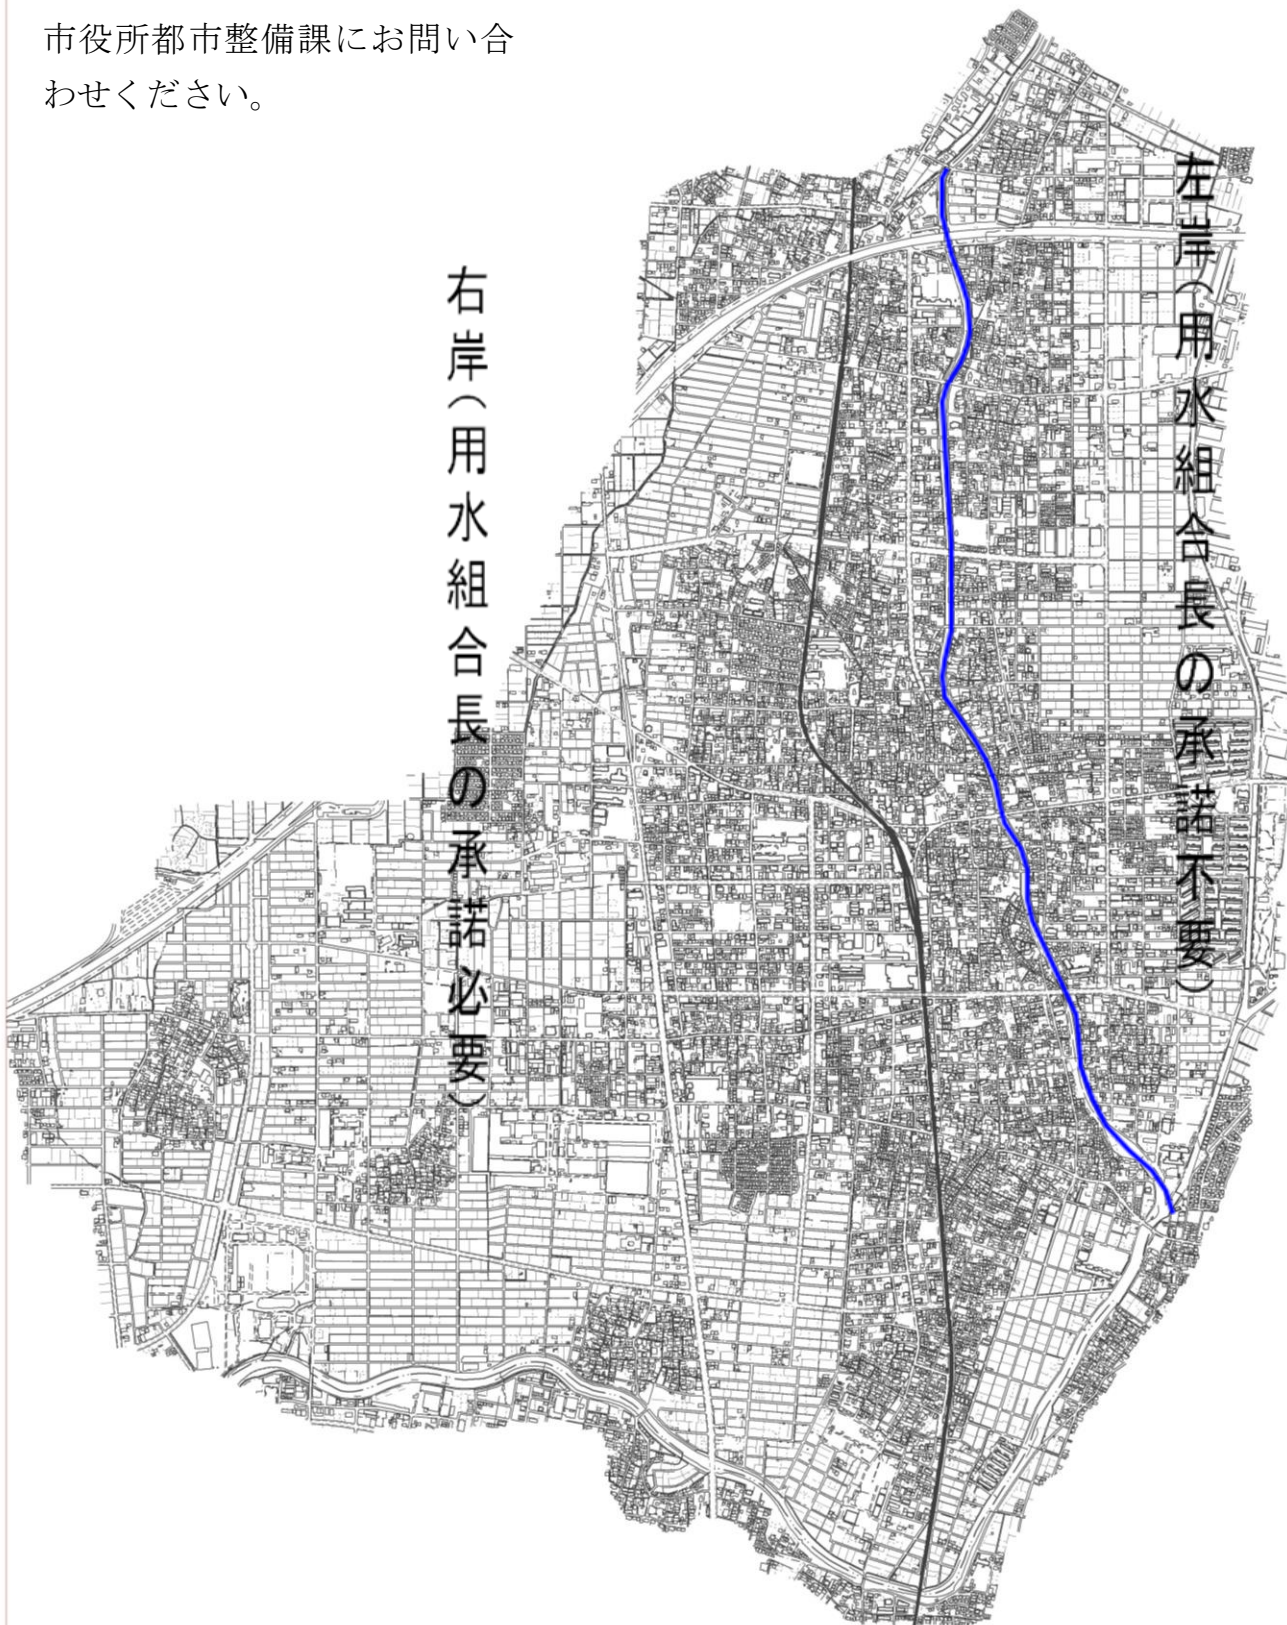 市役所都市整備課にお問い合
わせください。
左岸（用水組合長の承諾不要）
右岸（用水組合長の承諾必要）